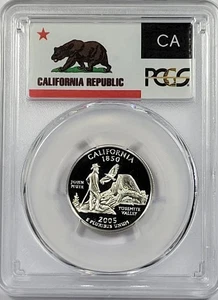 CALIFORNIA REPUBLIC
CA
PCGS
CALIFORNIA
1850
JOHN
MUIR
YOSEMITE
VALLEY
2005
E PLURIBUS UNUM